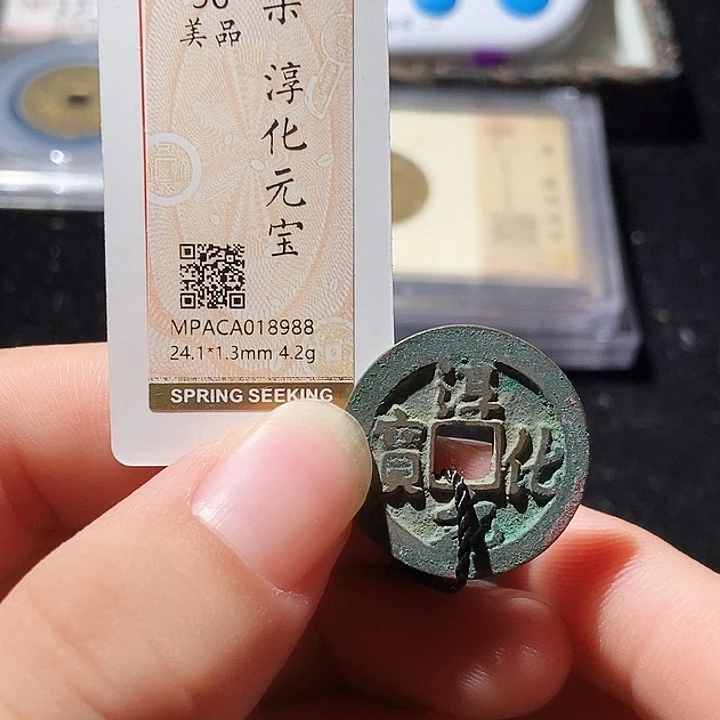 美品
淳化元宝
MPACA018988
24.1*1.3mm 4.2g
SPRING SEEKING
淳化元寶